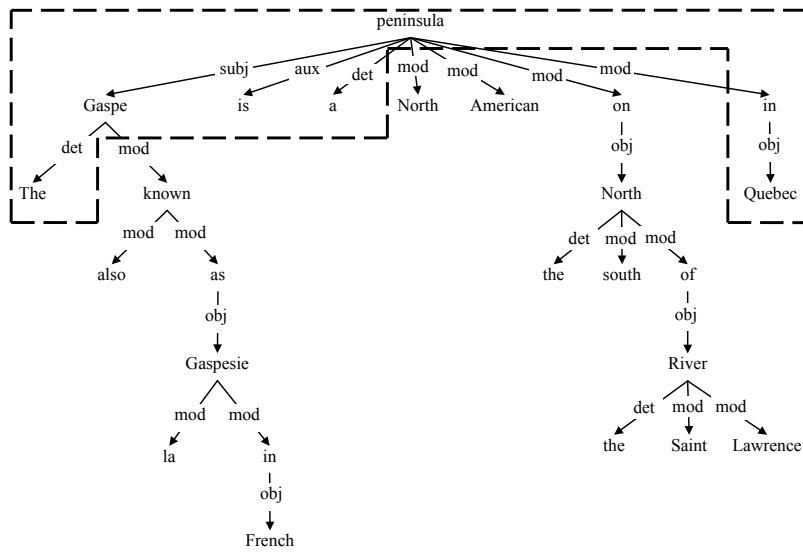 peninsula
subj aux det mod mod mod mod
Gaspe is a North American on in
det mod obj obj
The known North Quebec
mod mod det mod mod
also as the south of
obj obj
Gaspesie River
mod mod det mod mod
la in the Saint Lawrence
obj
French